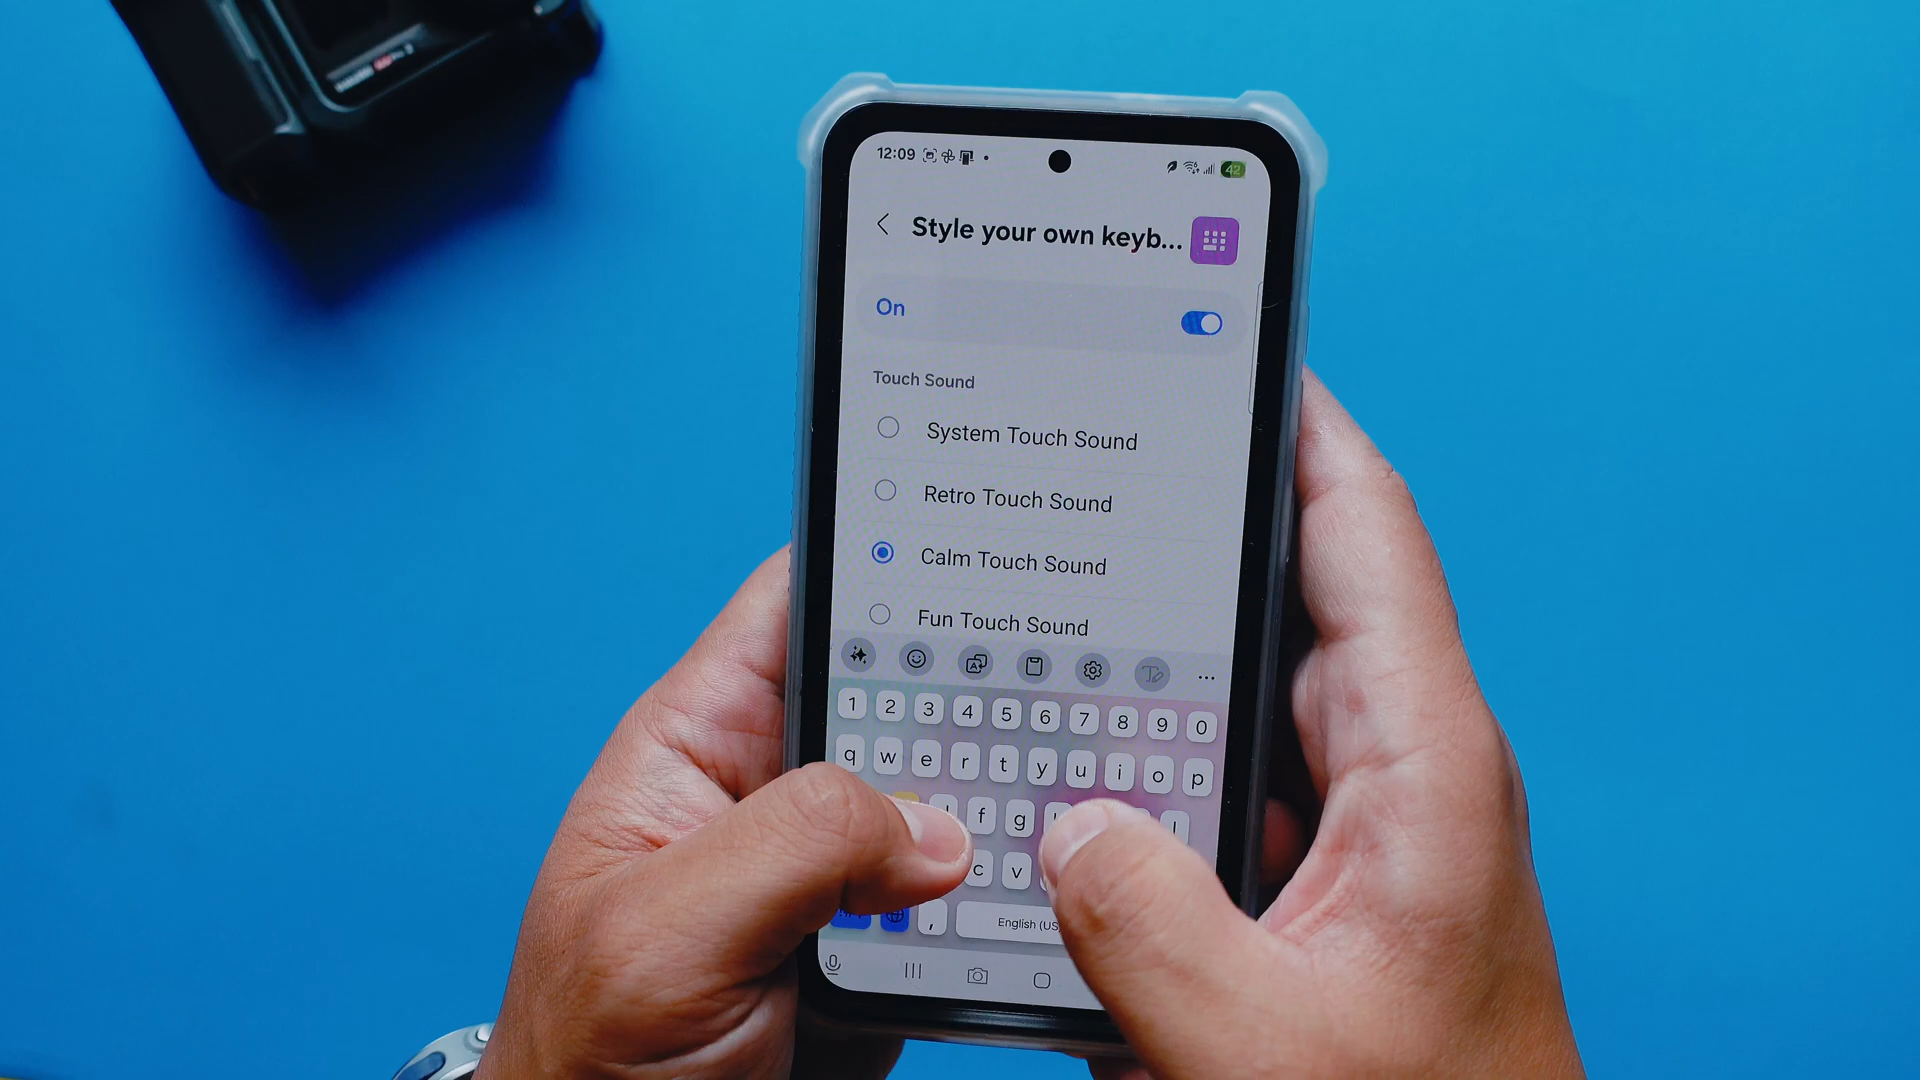 12:09
42
Style your own keyb...
On
Touch Sound
System Touch Sound
Retro Touch Sound
Calm Touch Sound
Fun Touch Sound
1 2 3 4 5 6 7 8 9 0
q w e r t y u i o p
f g
c v
, English (US